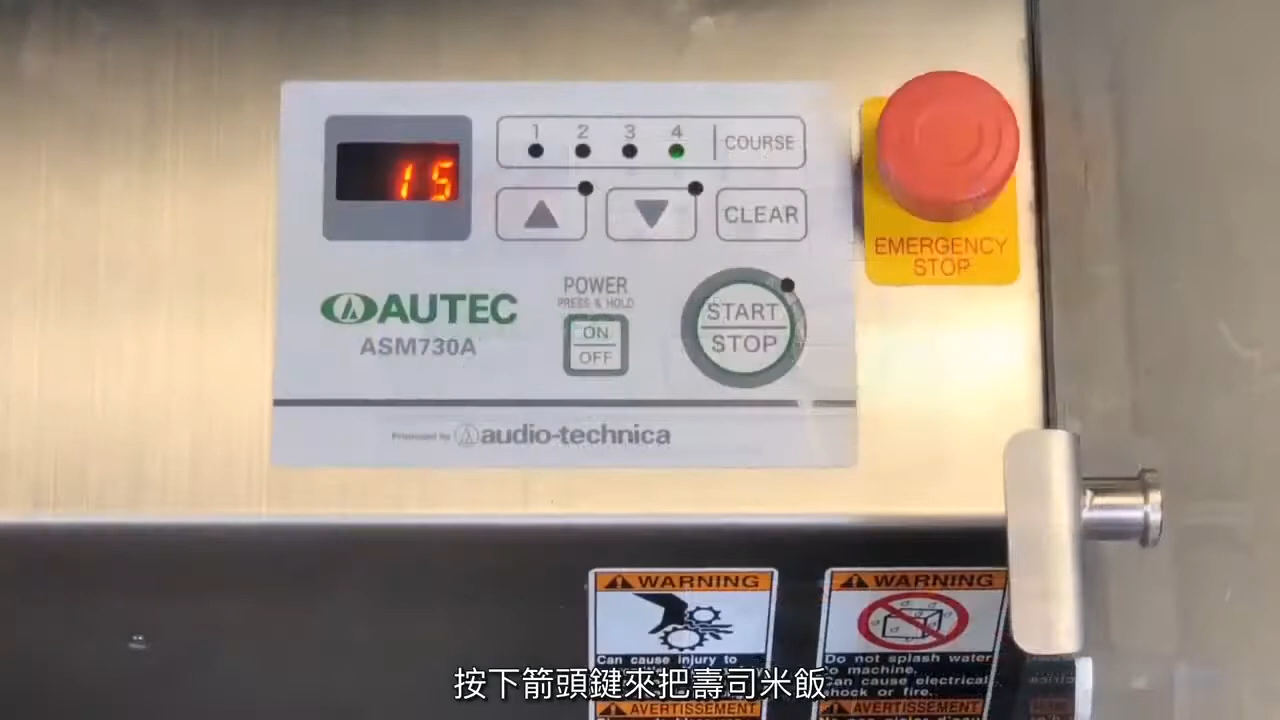 15
1 2 3 4 COURSE
CLEAR
EMERGENCY
STOP
POWER
PRESS & HOLD
ON
OFF
START
STOP
AUTEC
ASM730A
Produced by audio-technica
WARNING
Can cause injury to
AVERTISSEMENT
WARNING
Do not splash water
to machine.
Can cause electrical
shock or fire.
AVERTISSEMENT
按下箭頭鍵來把壽司米飯